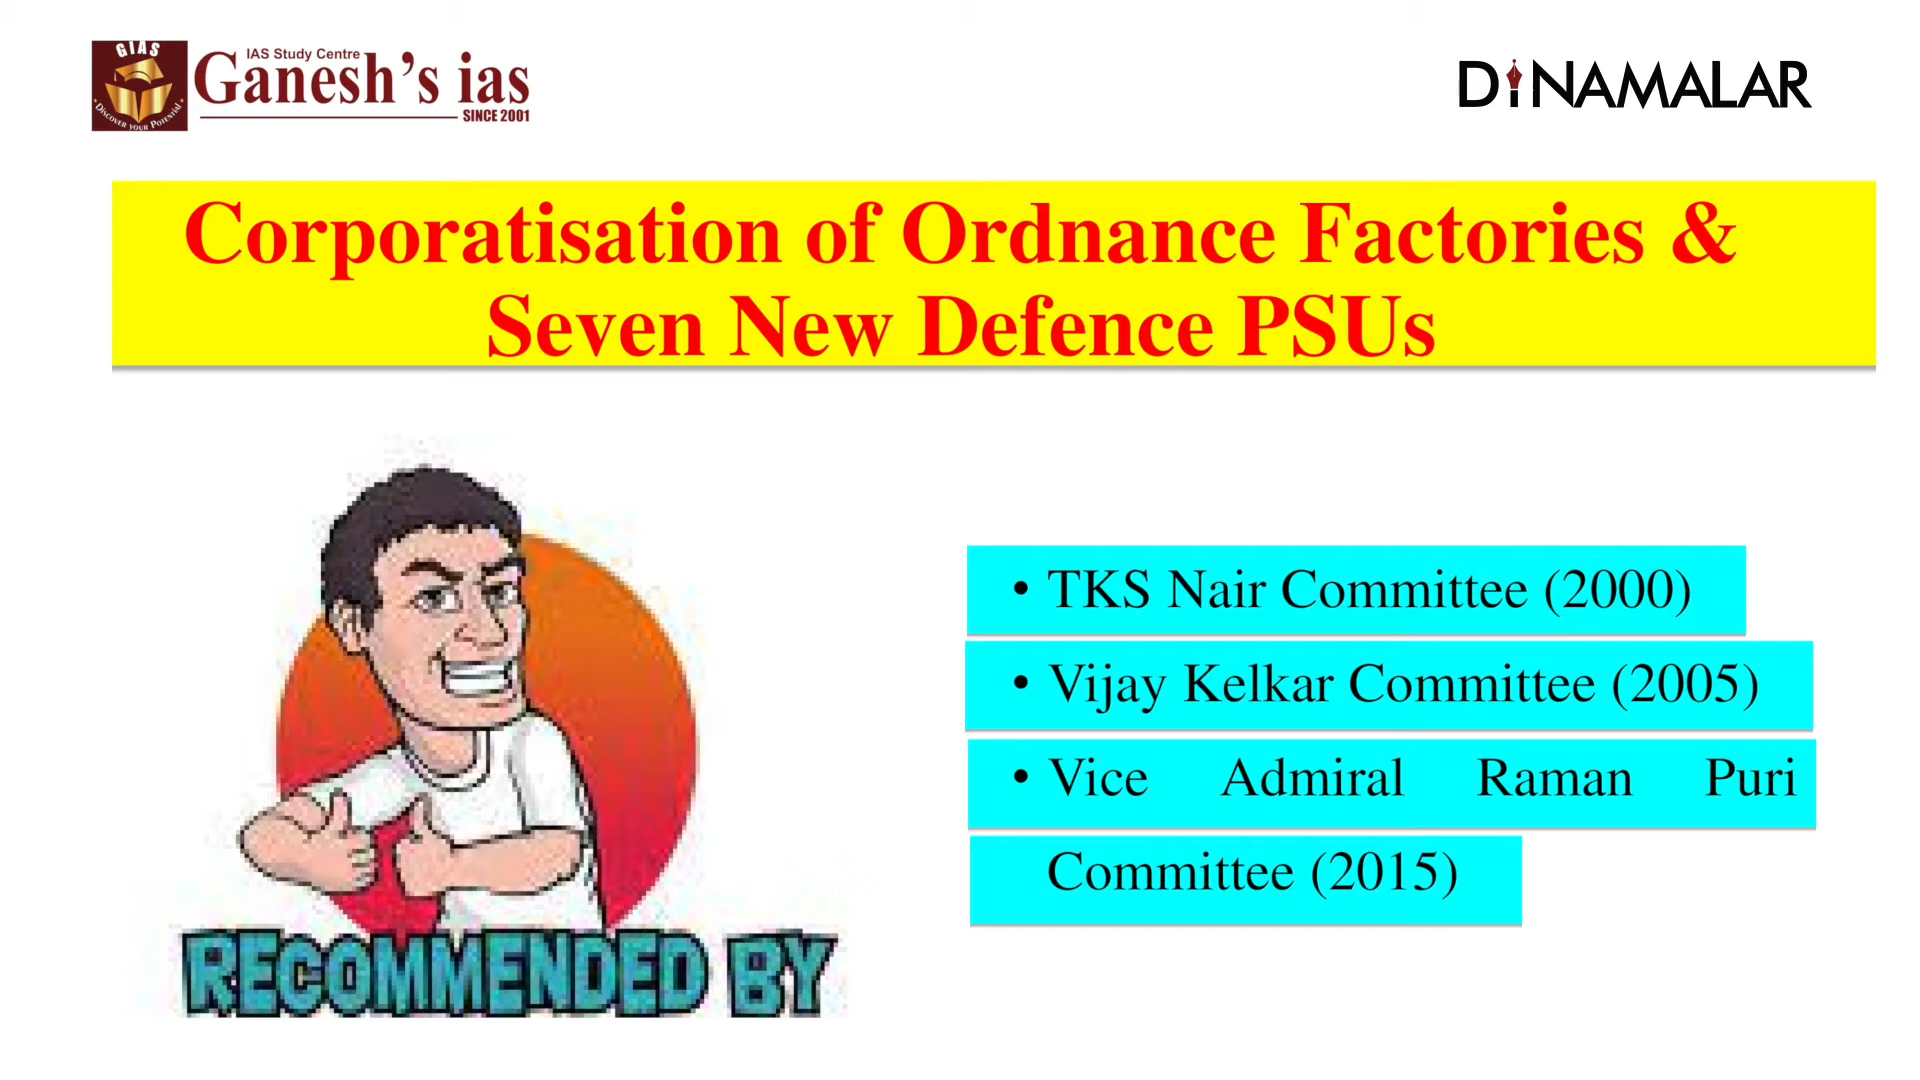 GIAS
DISCOVER YOUR POTENTIAL
IAS Study Centre
Ganesh's ias
SINCE 2001
DINAMALAR
Corporatisation of Ordnance Factories &
Seven New Defence PSUs
• TKS Nair Committee (2000)
• Vijay Kelkar Committee (2005)
• Vice Admiral Raman Puri
Committee (2015)
RECOMMENDED BY